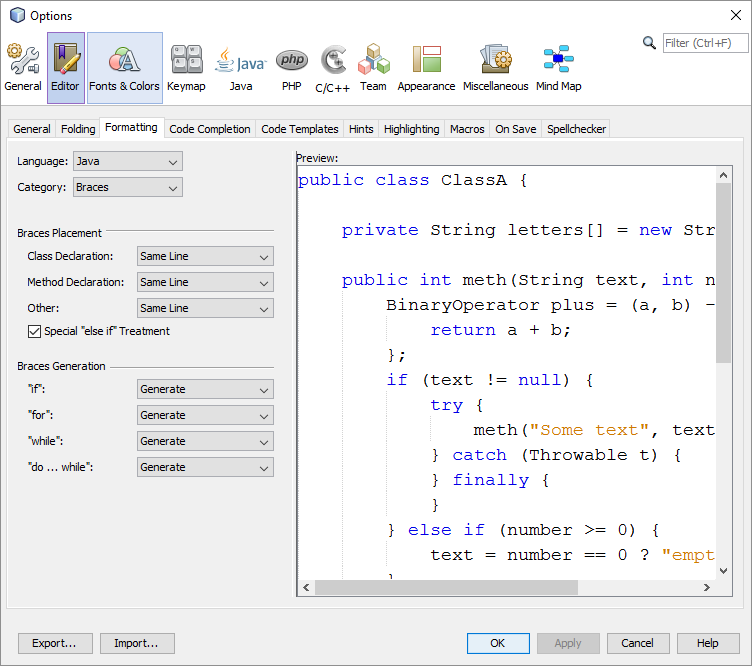 Options
Filter (Ctrl+F)
General Editor Fonts & Colors Keymap Java PHP C/C++ Team Appearance Miscellaneous Mind Map
General Folding Formatting Code Completion Code Templates Hints Highlighting Macros On Save Spellchecker
Language: Java
Category: Braces
Braces Placement
Class Declaration: Same Line
Method Declaration: Same Line
Other: Same Line
Special "else if" Treatment
Braces Generation
"if": Generate
"for": Generate
"while": Generate
"do ... while": Generate
Preview:
public class ClassA {
private String letters[] = new Str
public int meth(String text, int n
BinaryOperator plus = (a, b) -
return a + b;
};
if (text != null) {
try {
meth("Some text", text
} catch (Throwable t) {
} finally {
}
} else if (number >= 0) {
text = number == 0 ? "empt
}
Export... Import... OK Apply Cancel Help